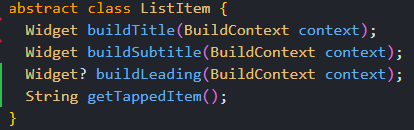 abstract class ListItem {
  Widget buildTitle(BuildContext context);
  Widget buildSubtitle(BuildContext context);
  Widget? buildLeading(BuildContext context);
  String getTappedItem();
}